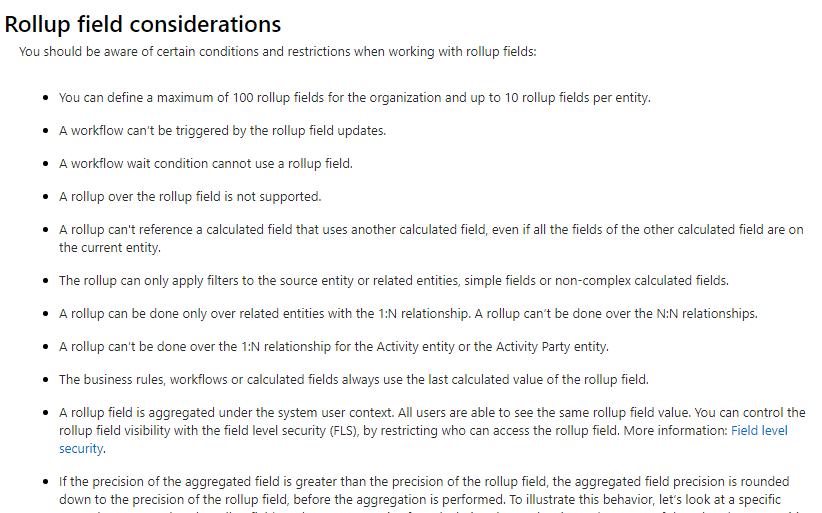 Rollup field considerations
You should be aware of certain conditions and restrictions when working with rollup fields:
• You can define a maximum of 100 rollup fields for the organization and up to 10 rollup fields per entity.
• A workflow can't be triggered by the rollup field updates.
• A workflow wait condition cannot use a rollup field.
• A rollup over the rollup field is not supported.
• A rollup can't reference a calculated field that uses another calculated field, even if all the fields of the other calculated field are on
the current entity.
• The rollup can only apply filters to the source entity or related entities, simple fields or non-complex calculated fields.
• A rollup can be done only over related entities with the 1:N relationship. A rollup can't be done over the N:N relationships.
• A rollup can't be done over the 1:N relationship for the Activity entity or the Activity Party entity.
• The business rules, workflows or calculated fields always use the last calculated value of the rollup field.
• A rollup field is aggregated under the system user context. All users are able to see the same rollup field value. You can control the
rollup field visibility with the field level security (FLS), by restricting who can access the rollup field. More information: Field level
security.
• If the precision of the aggregated field is greater than the precision of the rollup field, the aggregated field precision is rounded
down to the precision of the rollup field, before the aggregation is performed. To illustrate this behavior, let's look at a specific